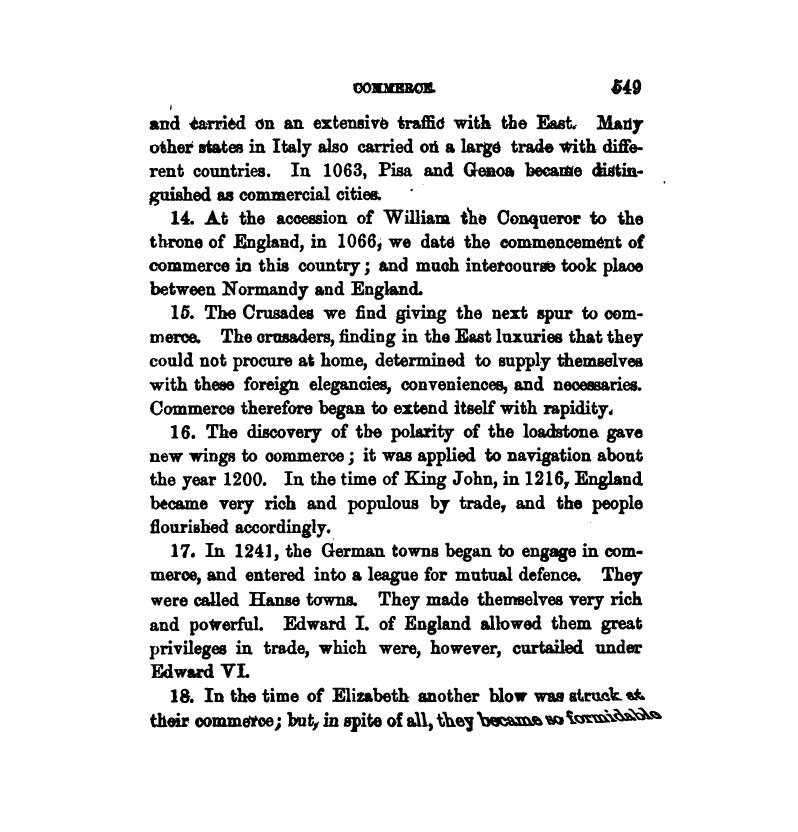 COMMERCE. 549
and carried on an extensive traffic with the East. Many
other states in Italy also carried on a large trade with diffe-
rent countries. In 1063, Pisa and Genoa became distin-
guished as commercial cities.
14. At the accession of William the Conqueror to the
throne of England, in 1066, we date the commencement of
commerce in this country; and much intercourse took place
between Normandy and England.
15. The Crusades we find giving the next spur to com-
merce. The crusaders, finding in the East luxuries that they
could not procure at home, determined to supply themselves
with these foreign elegancies, conveniences, and necessaries.
Commerce therefore began to extend itself with rapidity.
16. The discovery of the polarity of the loadstone gave
new wings to commerce; it was applied to navigation about
the year 1200. In the time of King John, in 1216, England
became very rich and populous by trade, and the people
flourished accordingly.
17. In 1241, the German towns began to engage in com-
merce, and entered into a league for mutual defence. They
were called Hanse towns. They made themselves very rich
and powerful. Edward I. of England allowed them great
privileges in trade, which were, however, curtailed under
Edward VI.
18. In the time of Elizabeth another blow was struck at
their commerce; but, in spite of all, they became so formidable